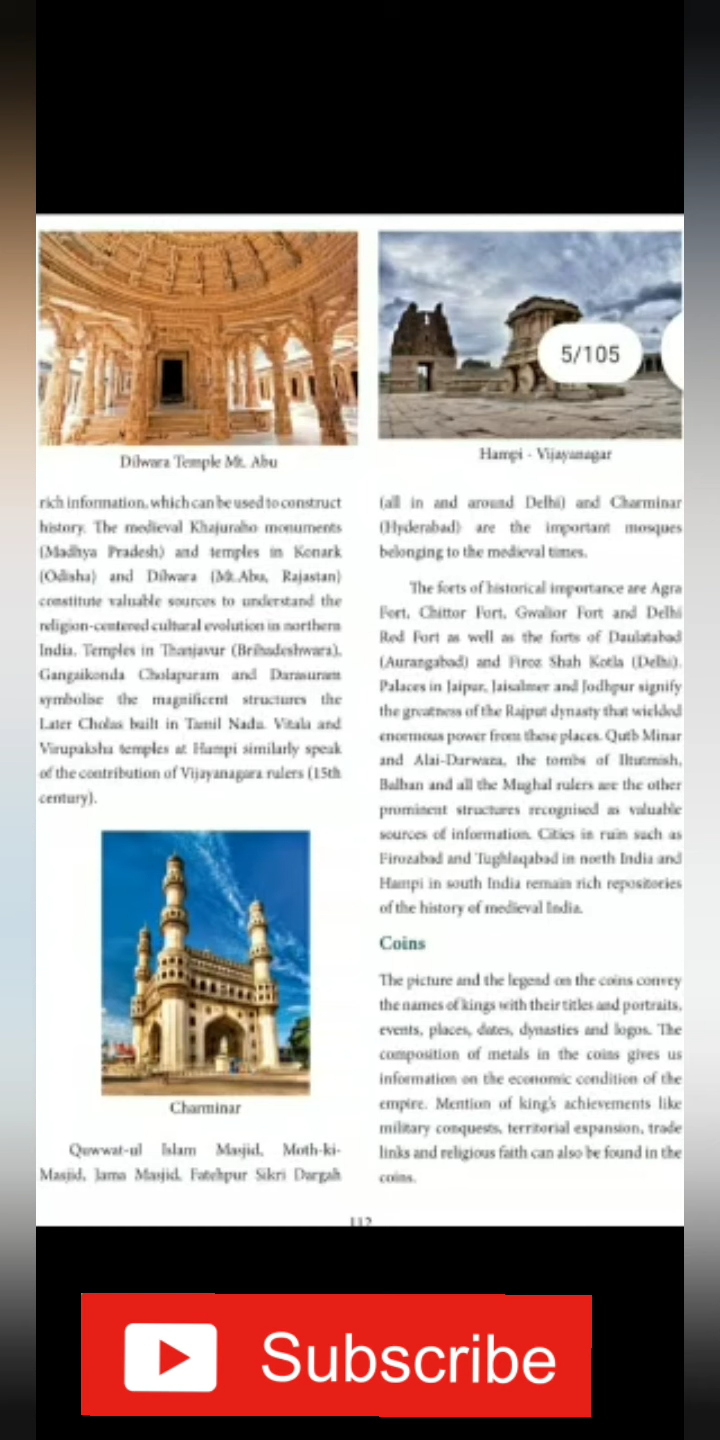 5/105
Dilwara Temple Mt. Abu
rich information, which can be used to construct
history. The medieval Khajuraho monuments
(Madhya Pradesh) and temples in Konark
(Odisha) and Dilwara (Mt.Abu, Rajastan)
constitute valuable sources to understand the
religion-centered cultural evolution in northern
India. Temples in Thanjavur (Brihadeshwara),
Gangaikonda Cholapuram and Darasuram
symbolise the magnificent structures the
Later Cholas built in Tamil Nadu. Vitala and
Virupaksha temples at Hampi similarly speak
of the contribution of Vijayanagara rulers (15th
century).
Charminar
Quwwat-ul Islam Masjid, Moth-ki-
Masjid, Jama Masjid, Fatehpur Sikri Dargah
Hampi - Vijayanagar
(all in and around Delhi) and Charminar
(Hyderabad) are the important mosques
belonging to the medieval times.
The forts of historical importance are Agra
Fort, Chittor Fort, Gwalior Fort and Delhi
Red Fort as well as the forts of Daulatabad
(Aurangabad) and Firoz Shah Kotla (Delhi).
Palaces in Jaipur, Jaisalmer and Jodhpur signify
the greatness of the Rajput dynasty that wielded
enormous power from these places. Qutb Minar
and Alai-Darwaza, the tombs of Iltutmish,
Balban and all the Mughal rulers are the other
prominent structures recognised as valuable
sources of information. Cities in ruin such as
Firozabad and Tughlaqabad in north India and
Hampi in south India remain rich repositories
of the history of medieval India.
Coins
The picture and the legend on the coins convey
the names of kings with their titles and portraits,
events, places, dates, dynasties and logos. The
composition of metals in the coins gives us
information on the economic condition of the
empire. Mention of king's achievements like
military conquests, territorial expansion, trade
links and religious faith can also be found in the
coins.
112
Subscribe